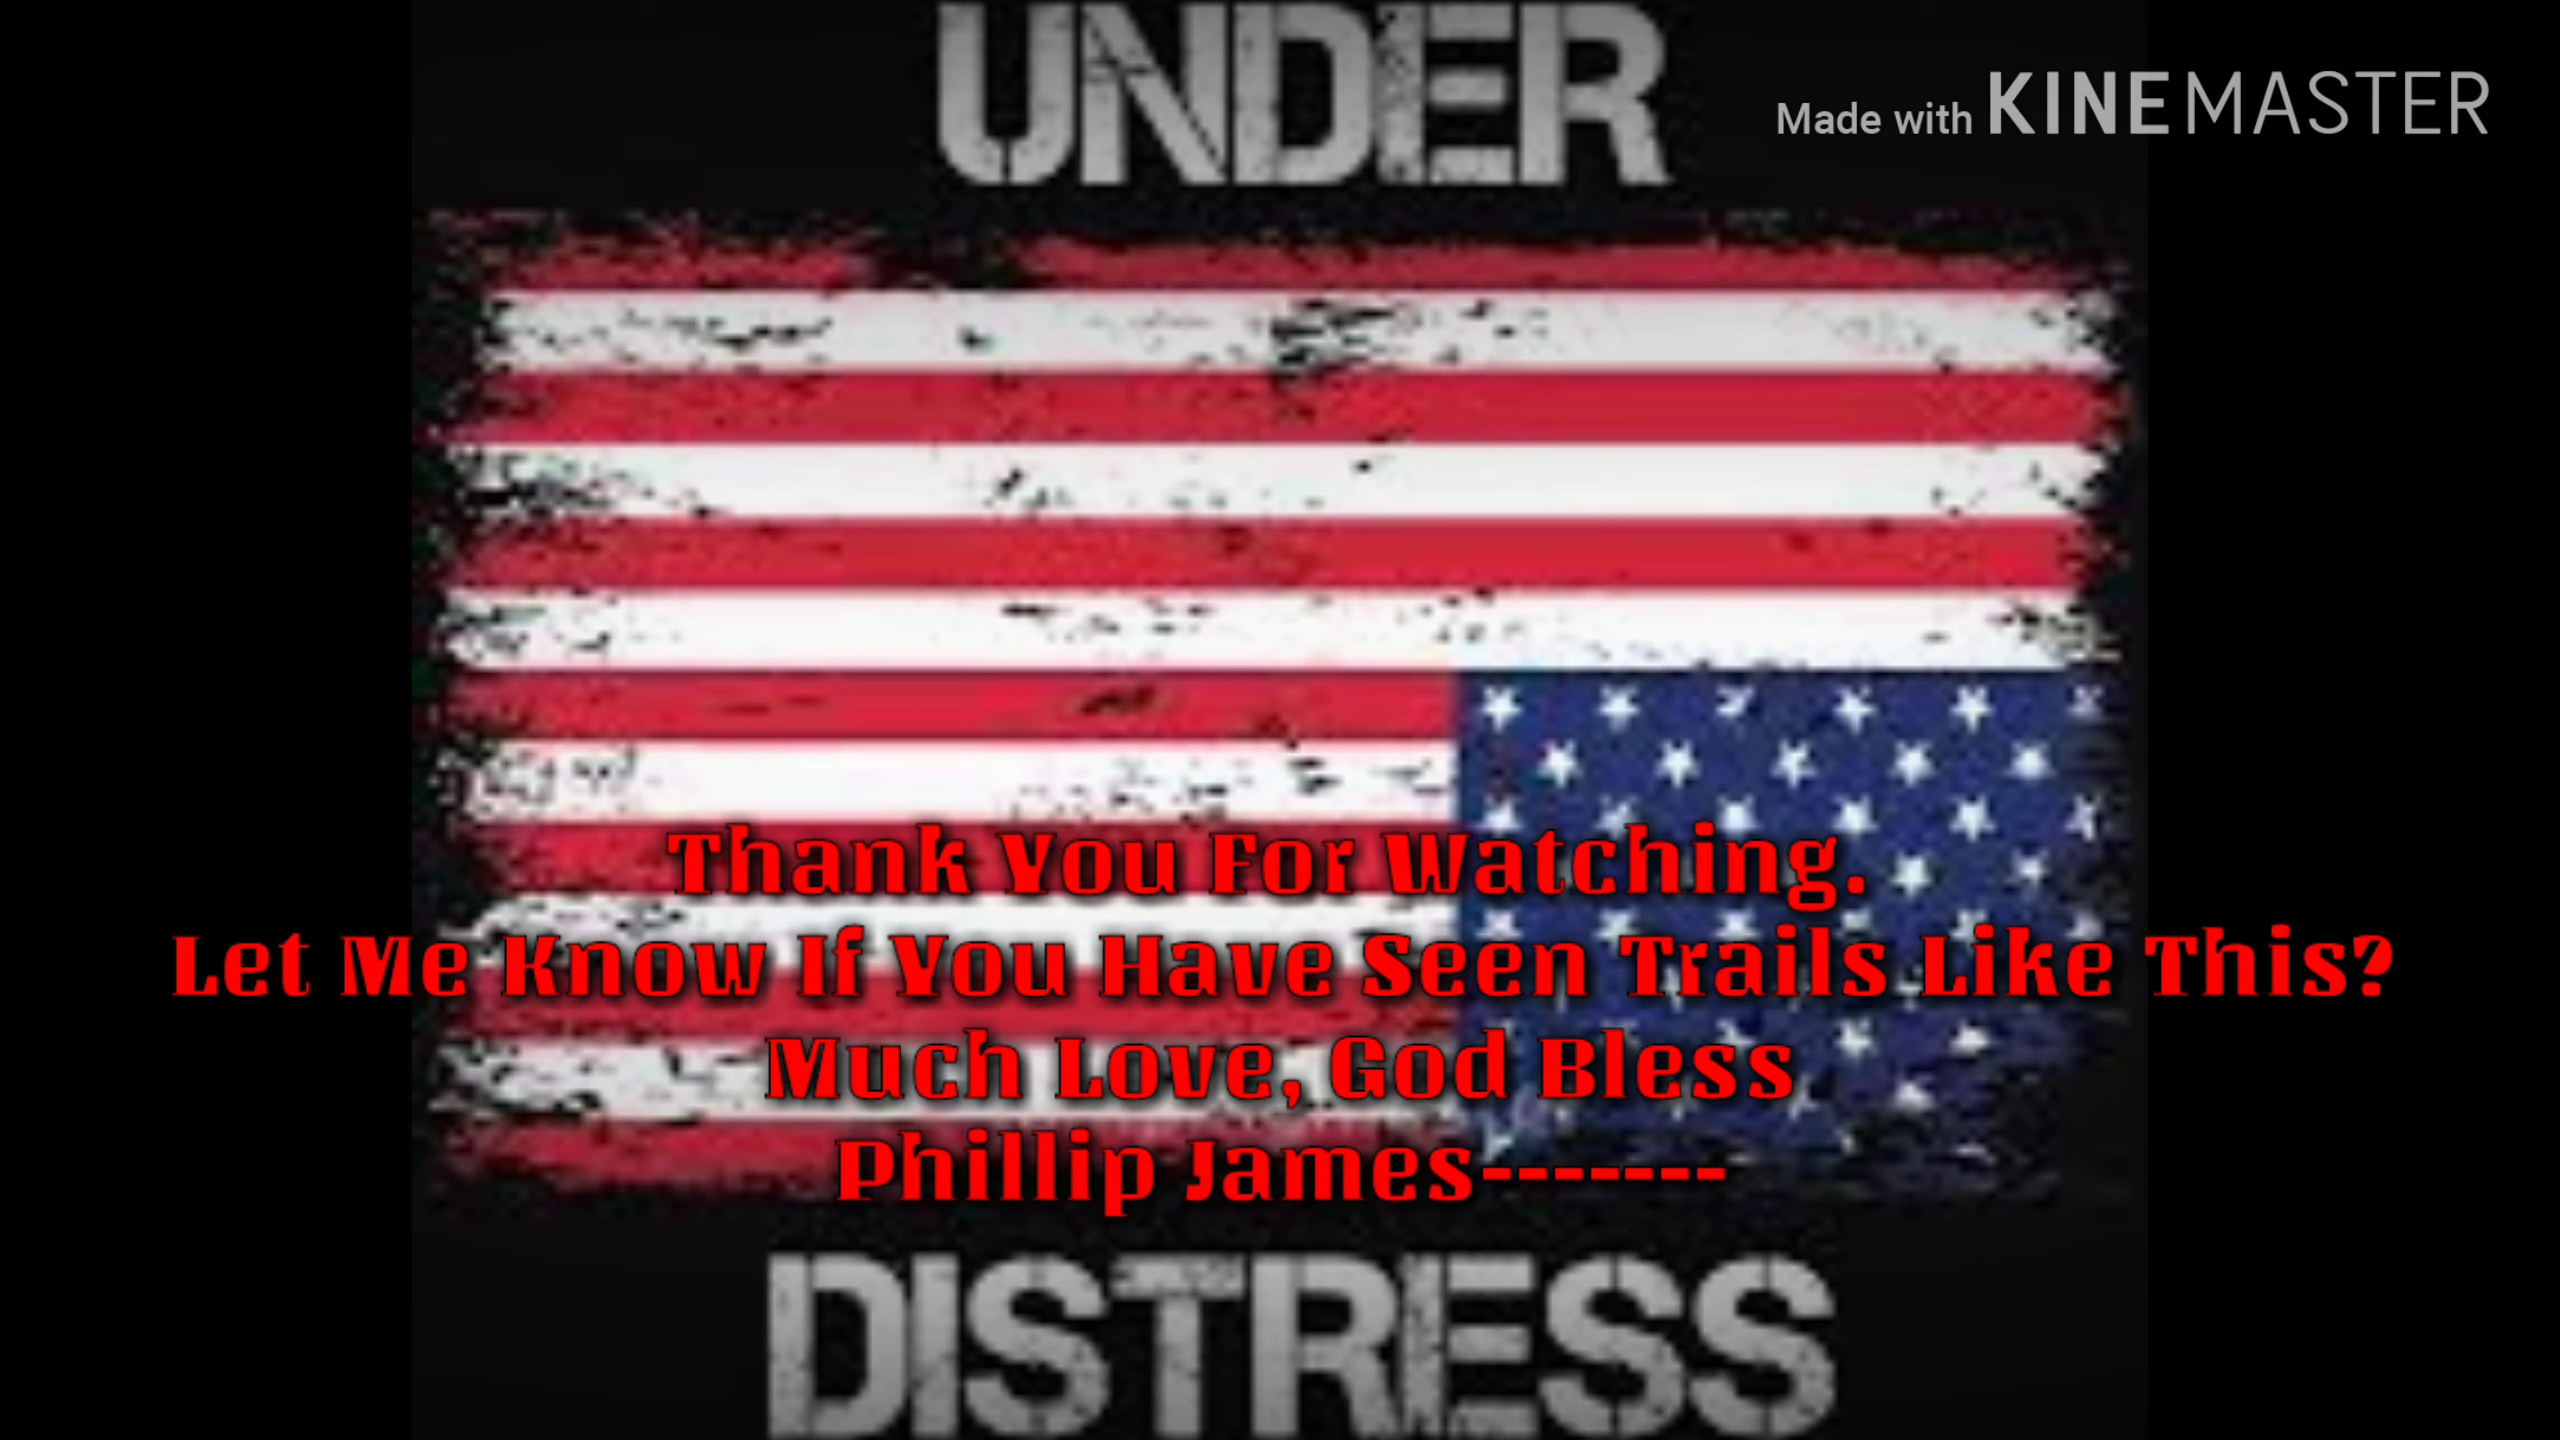 UNDER
Made with KINEMASTER
Thank You For Watching.
Let Me Know If You Have Seen Trails Like This?
Much Love, God Bless
Phillip James-------
DISTRESS